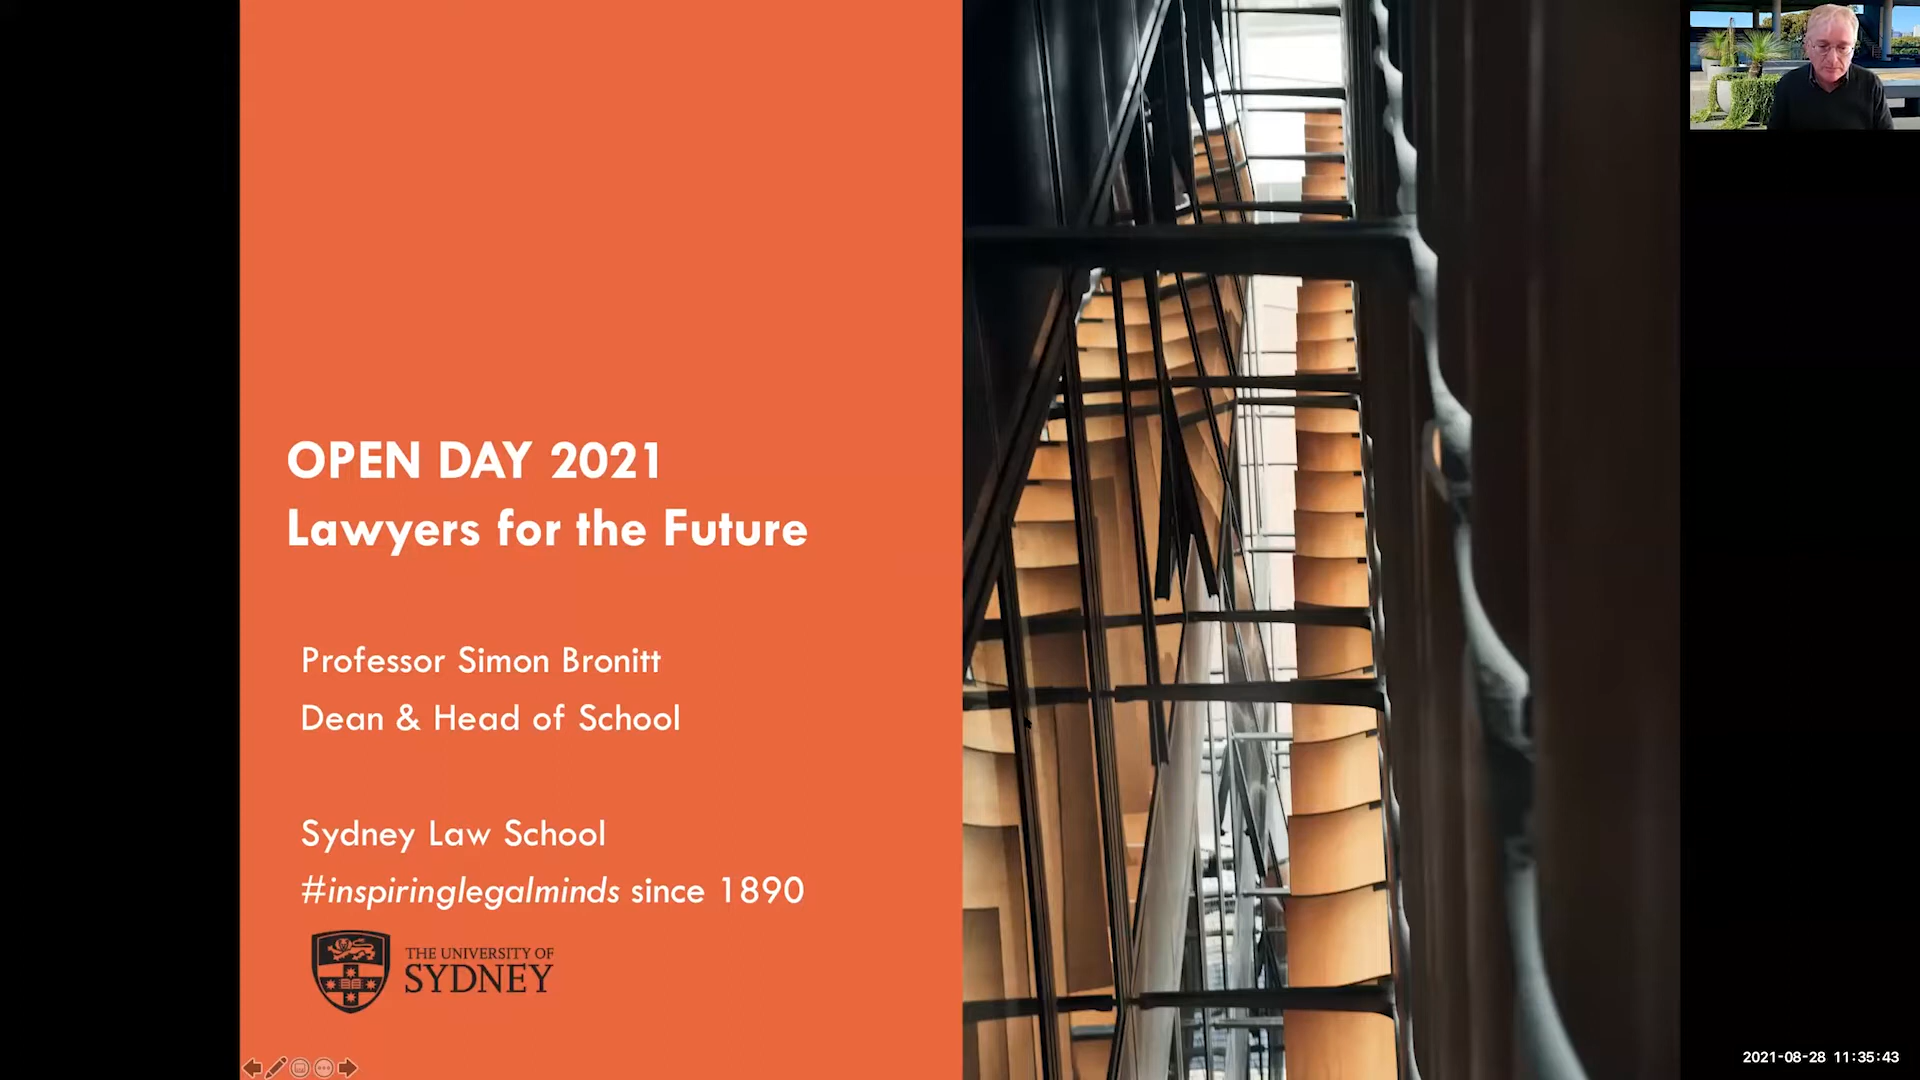 OPEN DAY 2021
Lawyers for the Future
Professor Simon Bronitt
Dean & Head of School
Sydney Law School
#inspiringlegalminds since 1890
THE UNIVERSITY OF
SYDNEY
2021-08-28 11:35:43